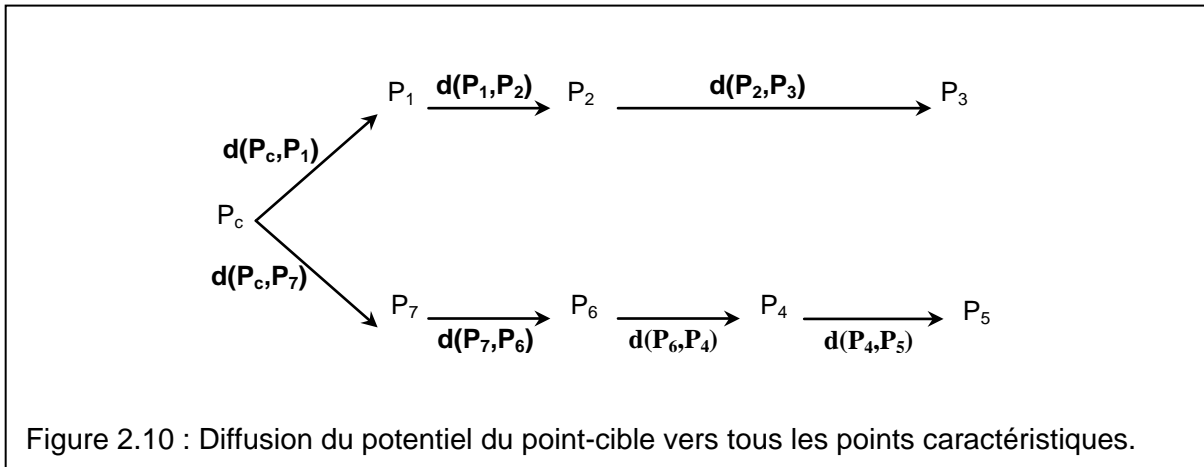 P₁ d(P₁,P₂) P₂ d(P₂,P₃) P₃
d(Pc,P₁)
Pc
d(Pc,P₇)
P₇ P₆ P₄ P₅
d(P₇,P₆) d(P₆,P₄) d(P₄,P₅)
Figure 2.10 : Diffusion du potentiel du point-cible vers tous les points caractéristiques.